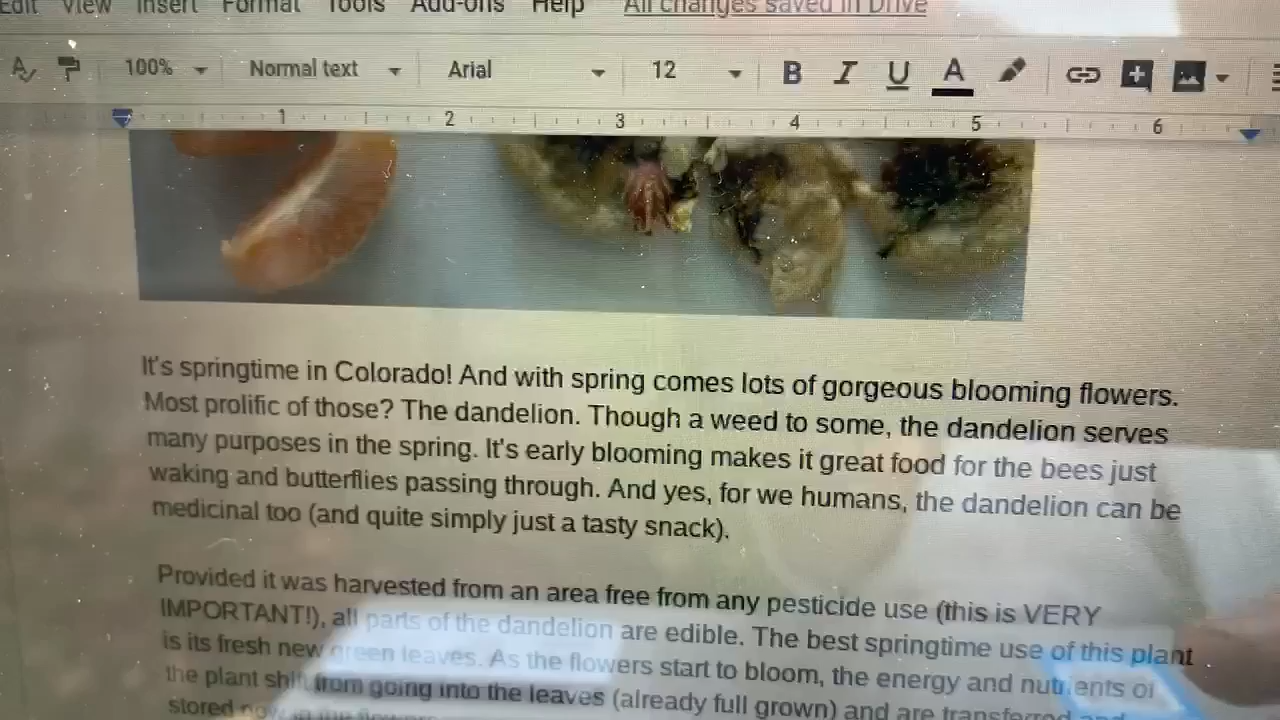 Edit View Insert Format Tools Add-ons Help All changes saved in Drive
100% Normal text Arial 12 B I U A
1 2 3 4 5 6
It's springtime in Colorado! And with spring comes lots of gorgeous blooming flowers.
Most prolific of those? The dandelion. Though a weed to some, the dandelion serves
many purposes in the spring. It's early blooming makes it great food for the bees just
waking and butterflies passing through. And yes, for we humans, the dandelion can be
medicinal too (and quite simply just a tasty snack).
Provided it was harvested from an area free from any pesticide use (this is VERY
IMPORTANT!), all parts of the dandelion are edible. The best springtime use of this plant
is its fresh new green leaves. As the flowers start to bloom, the energy and nutrients of
the plant shift from going into the leaves (already full grown) and are transferred and
stored now in the flowers